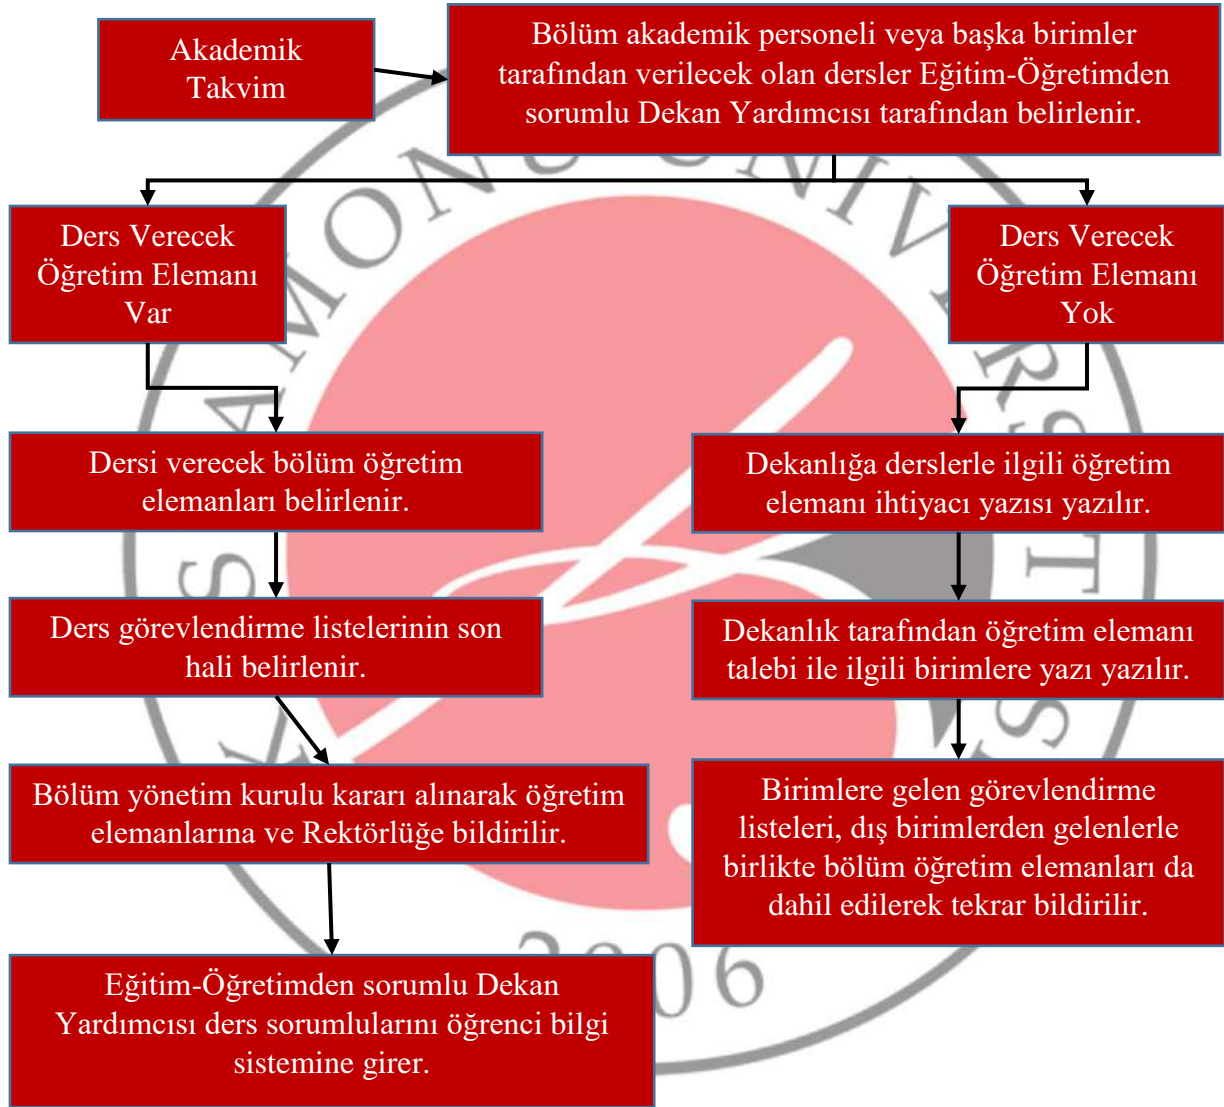 Akademik
Takvim
Bölüm akademik personeli veya başka birimler
tarafından verilecek olan dersler Eğitim-Öğretimden
sorumlu Dekan Yardımcısı tarafından belirlenir.
Ders Verecek
Öğretim Elemanı
Var
Ders Verecek
Öğretim Elemanı
Yok
Dersi verecek bölüm öğretim
elemanları belirlenir.
Dekanlığa derslerle ilgili öğretim
elemanı ihtiyacı yazısı yazılır.
Ders görevlendirme listelerinin son
hali belirlenir.
Dekanlık tarafından öğretim elemanı
talebi ile ilgili birimlere yazı yazılır.
Bölüm yönetim kurulu kararı alınarak öğretim
elemanlarına ve Rektörlüğe bildirilir.
Birimlere gelen görevlendirme
listeleri, dış birimlerden gelenlerle
birlikte bölüm öğretim elemanları da
dahil edilerek tekrar bildirilir.
Eğitim-Öğretimden sorumlu Dekan
Yardımcısı ders sorumlularını öğrenci bilgi
sistemine girer.
2006